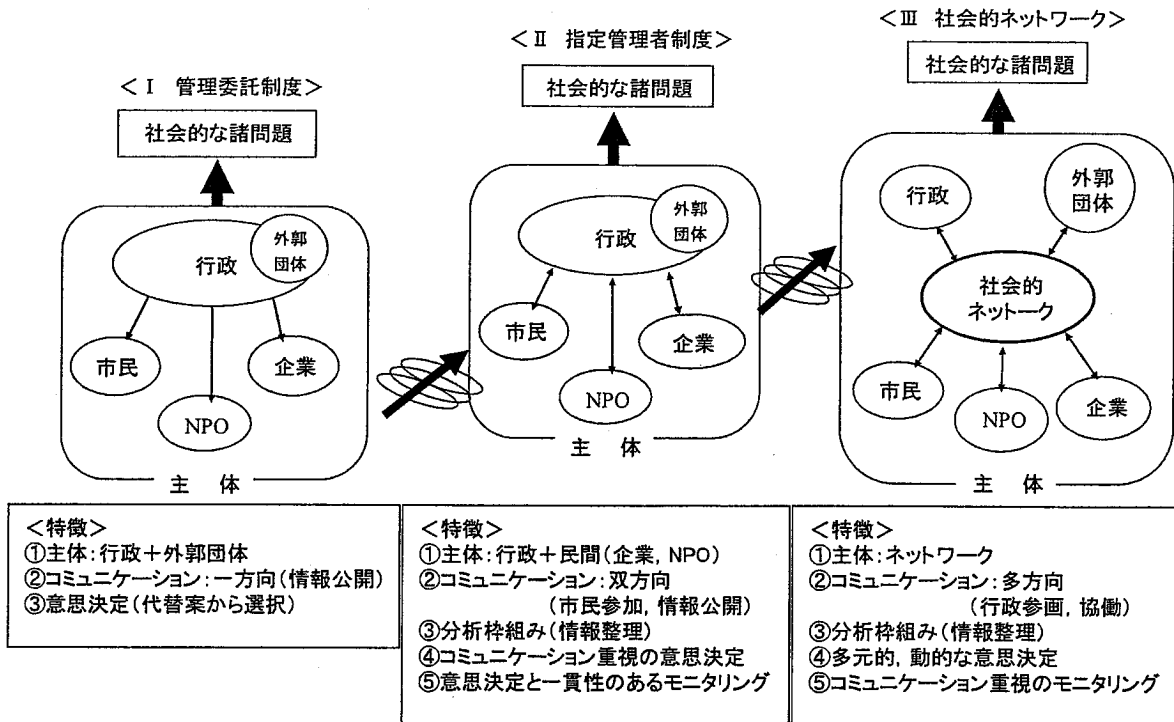 ＜Ⅰ 管理委託制度＞
社会的な諸問題
行政
外郭
団体
市民
企業
NPO
主 体
＜特徴＞
①主体：行政＋外郭団体
②コミュニケーション：一方向（情報公開）
③意思決定（代替案から選択）
＜Ⅱ 指定管理者制度＞
社会的な諸問題
行政
外郭
団体
市民
企業
NPO
主 体
＜特徴＞
①主体：行政＋民間（企業，NPO）
②コミュニケーション：双方向
（市民参加，情報公開）
③分析枠組み（情報整理）
④コミュニケーション重視の意思決定
⑤意思決定と一貫性のあるモニタリング
＜Ⅲ 社会的ネットワーク＞
社会的な諸問題
行政
外郭
団体
社会的
ネットーク
市民
NPO
企業
主 体
＜特徴＞
①主体：ネットワーク
②コミュニケーション：多方向
（行政参画，協働）
③分析枠組み（情報整理）
④多元的，動的な意思決定
⑤コミュニケーション重視のモニタリング